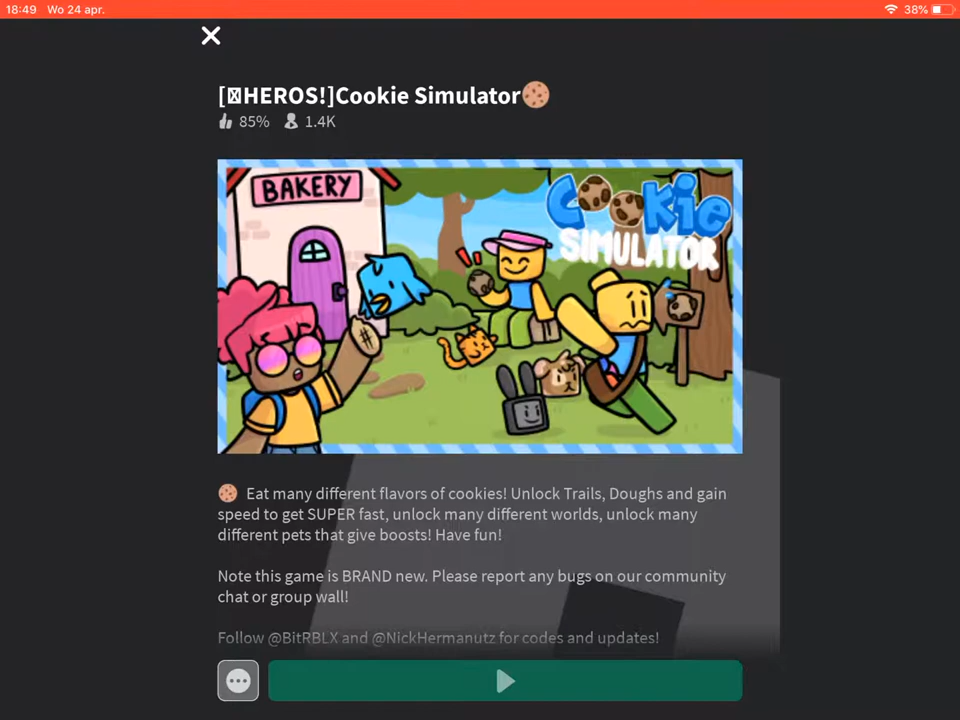 18:49 Wo 24 apr. 38%
[HEROS!]Cookie Simulator🍪
85% 1.4K
BAKERY
Cookie
SIMULATOR
🍪 Eat many different flavors of cookies! Unlock Trails, Doughs and gain
speed to get SUPER fast, unlock many different worlds, unlock many
different pets that give boosts! Have fun!
Note this game is BRAND new. Please report any bugs on our community
chat or group wall!
Follow @BitRBLX and @NickHermanutz for codes and updates!